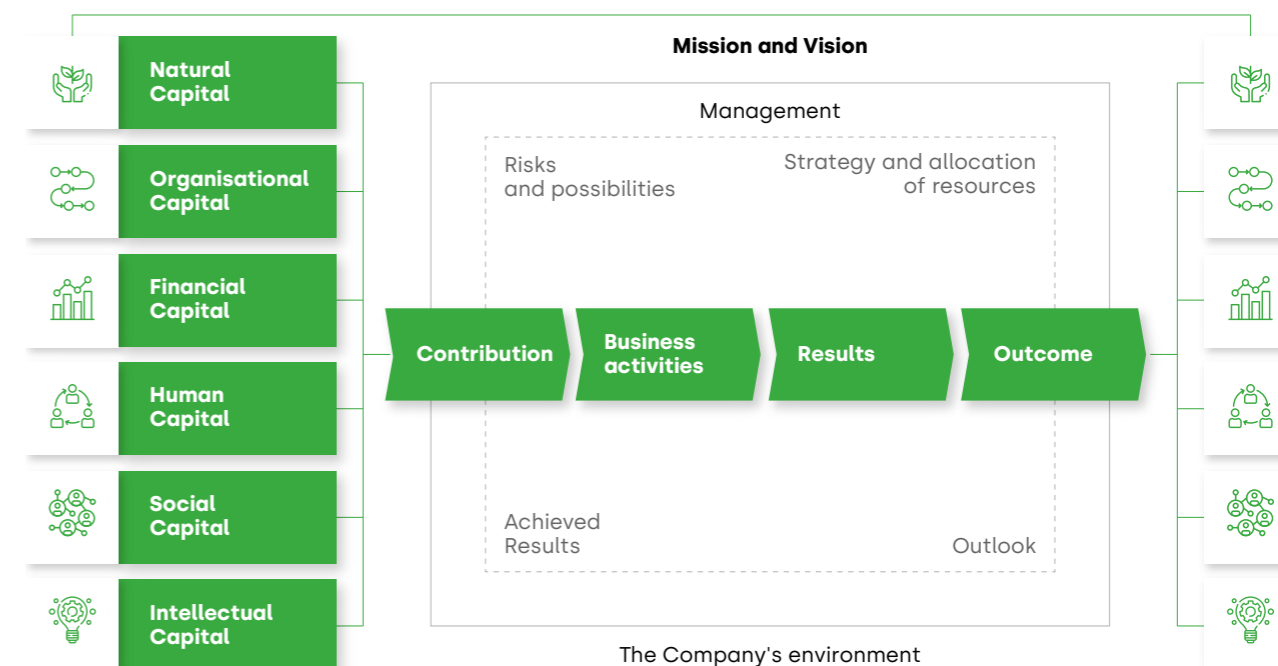 Mission and Vision
Natural
Capital
Management
Risks
and possibilities
Strategy and allocation
of resources
Organisational
Capital
Financial
Capital
Contribution
Business
activities
Results
Outcome
Human
Capital
Social
Capital
Achieved
Results
Outlook
Intellectual
Capital
The Company's environment